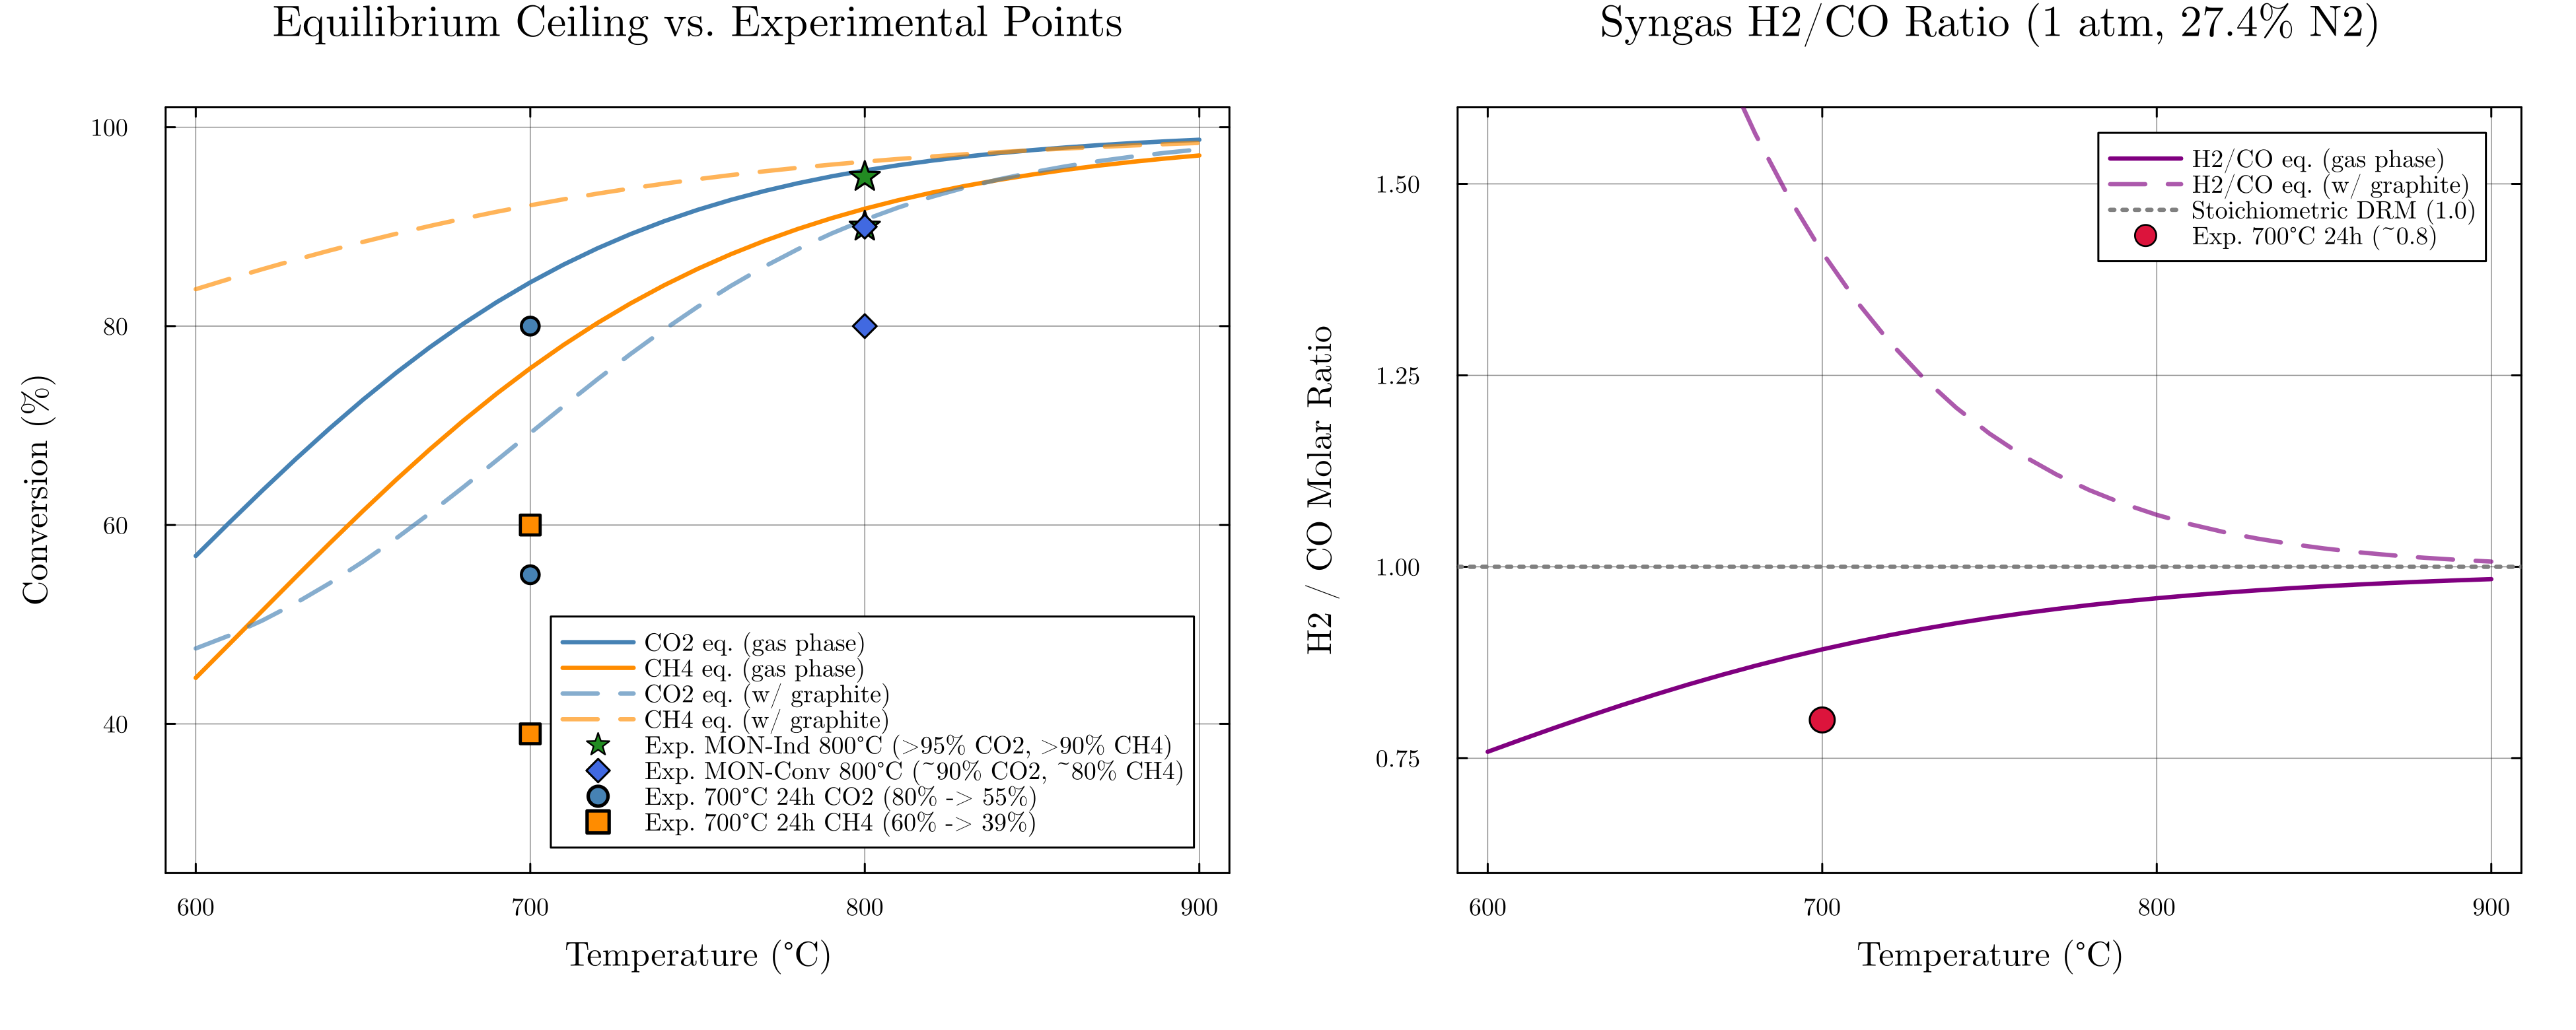 Equilibrium Ceiling vs. Experimental Points
Conversion (%)
100
80
60
40
600
700
800
900
Temperature (°C)
CO2 eq. (gas phase)
CH4 eq. (gas phase)
CO2 eq. (w/ graphite)
CH4 eq. (w/ graphite)
Exp. MON-Ind 800°C (>95% CO2, >90% CH4)
Exp. MON-Conv 800°C (~90% CO2, ~80% CH4)
Exp. 700°C 24h CO2 (80% -> 55%)
Exp. 700°C 24h CH4 (60% -> 39%)
Syngas H2/CO Ratio (1 atm, 27.4% N2)
H2 / CO Molar Ratio
1.50
1.25
1.00
0.75
600
700
800
900
Temperature (°C)
H2/CO eq. (gas phase)
H2/CO eq. (w/ graphite)
Stoichiometric DRM (1.0)
Exp. 700°C 24h (~0.8)